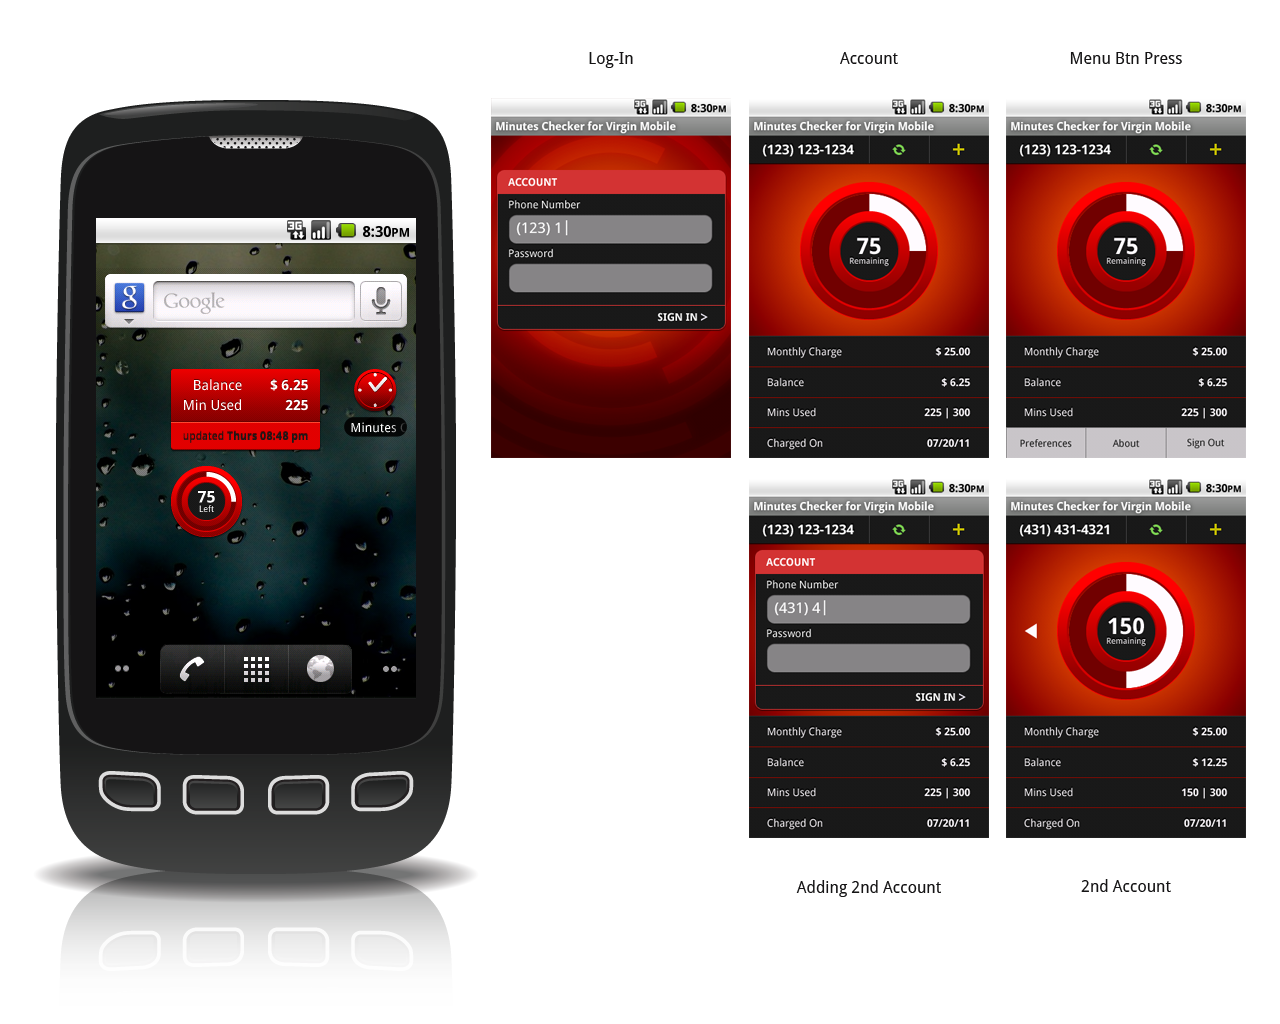 Log-In
Account
Menu Btn Press
3G 8:30PM
Google
Balance $ 6.25
Min Used 225
updated Thurs 08:48 pm
Minutes
75
Left
3G 8:30PM
Minutes Checker for Virgin Mobile
ACCOUNT
Phone Number
(123) 1
Password
SIGN IN >
3G 8:30PM
Minutes Checker for Virgin Mobile
(123) 123-1234 +
75
Remaining
Monthly Charge $ 25.00
Balance $ 6.25
Mins Used 225 | 300
Charged On 07/20/11
3G 8:30PM
Minutes Checker for Virgin Mobile
(123) 123-1234 +
75
Remaining
Monthly Charge $ 25.00
Balance $ 6.25
Mins Used 225 | 300
Preferences About Sign Out
3G 8:30PM
Minutes Checker for Virgin Mobile
(123) 123-1234 +
ACCOUNT
Phone Number
(431) 4
Password
SIGN IN >
Monthly Charge $ 25.00
Balance $ 6.25
Mins Used 225 | 300
Charged On 07/20/11
3G 8:30PM
Minutes Checker for Virgin Mobile
(431) 431-4321 +
150
Remaining
Monthly Charge $ 25.00
Balance $ 12.25
Mins Used 150 | 300
Charged On 07/20/11
Adding 2nd Account
2nd Account